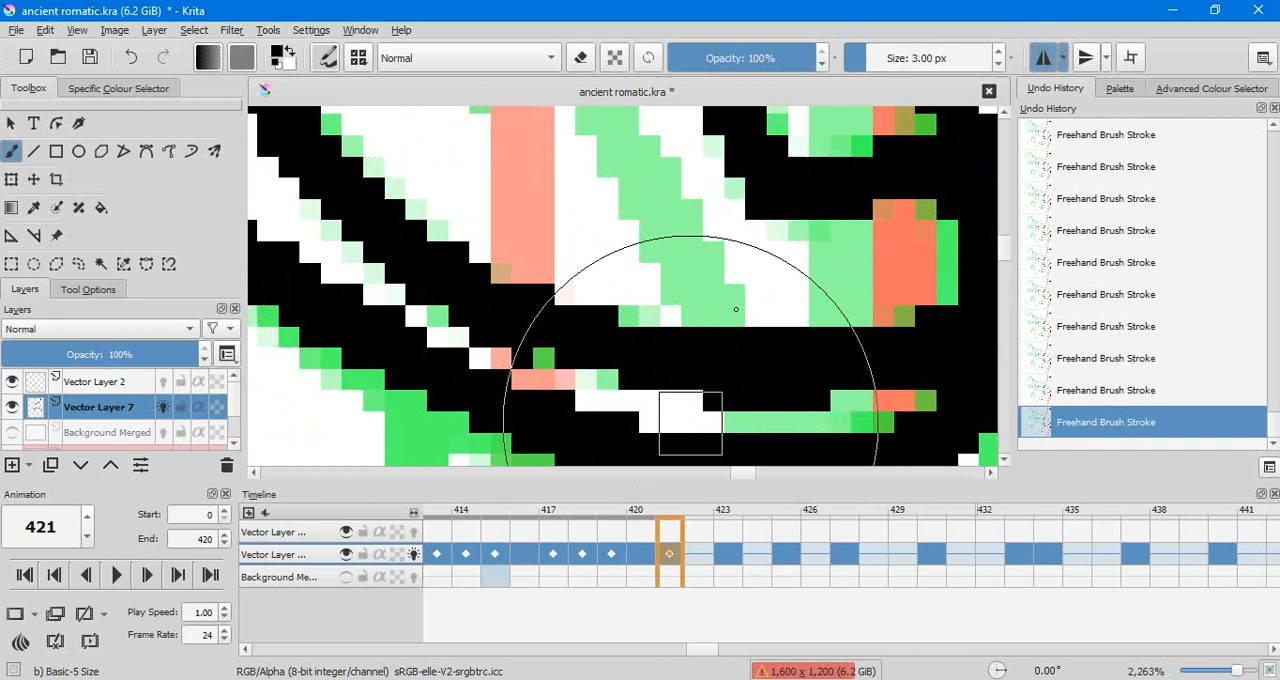 ancient romatic.kra (6.2 GiB) * - Krita
File Edit View Image Layer Select Filter Tools Settings Window Help
Normal Opacity: 100% Size: 3.00 px
Toolbox Specific Colour Selector
ancient romatic.kra *
Undo History Palette Advanced Colour Selector
Undo History
Freehand Brush Stroke
Freehand Brush Stroke
Freehand Brush Stroke
Freehand Brush Stroke
Freehand Brush Stroke
Freehand Brush Stroke
Freehand Brush Stroke
Freehand Brush Stroke
Freehand Brush Stroke
Freehand Brush Stroke
Layers Tool Options
Layers
Normal
Opacity: 100%
Vector Layer 2
Vector Layer 7
Background Merged
Animation
421
Start: 0
End: 420
Play Speed: 1.00
Frame Rate: 24
Timeline
414 417 420 423 426 429 432 435 438 441
Vector Layer ...
Vector Layer ...
Background Me...
b) Basic-5 Size RGB/Alpha (8-bit integer/channel) sRGB-elle-V2-srgbtrc.icc 1,600 x 1,200 (6.2 GiB) 0.00° 2,263%